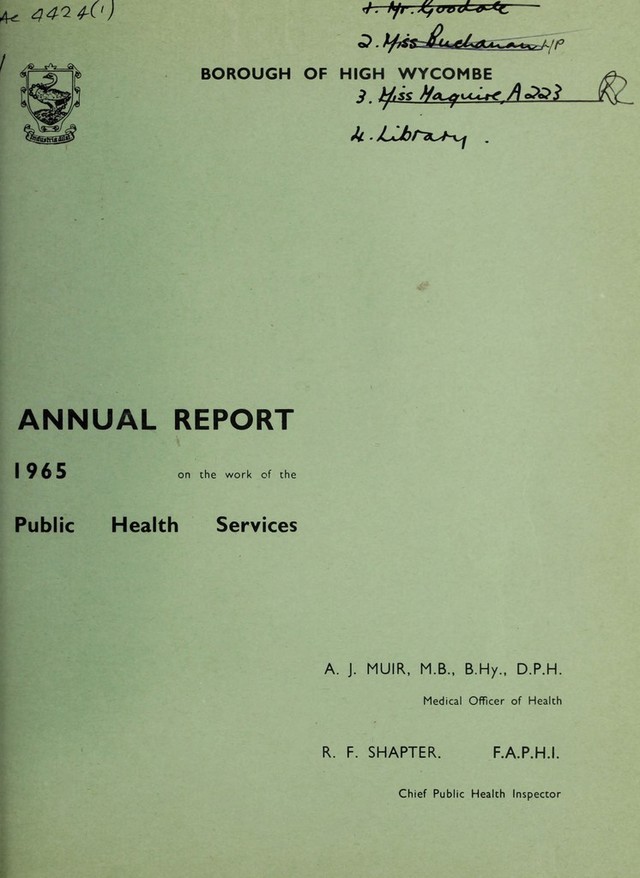 Ac 4424(1)
1. Mr. Goodale
2. Miss Buchanan HP
BOROUGH OF HIGH WYCOMBE
3. Miss Maguire, A223
4. Library.
Industria ditat
ANNUAL REPORT
1965 on the work of the
Public Health Services
A. J. MUIR, M.B., B.Hy., D.P.H.
Medical Officer of Health
R. F. SHAPTER. F.A.P.H.I.
Chief Public Health Inspector